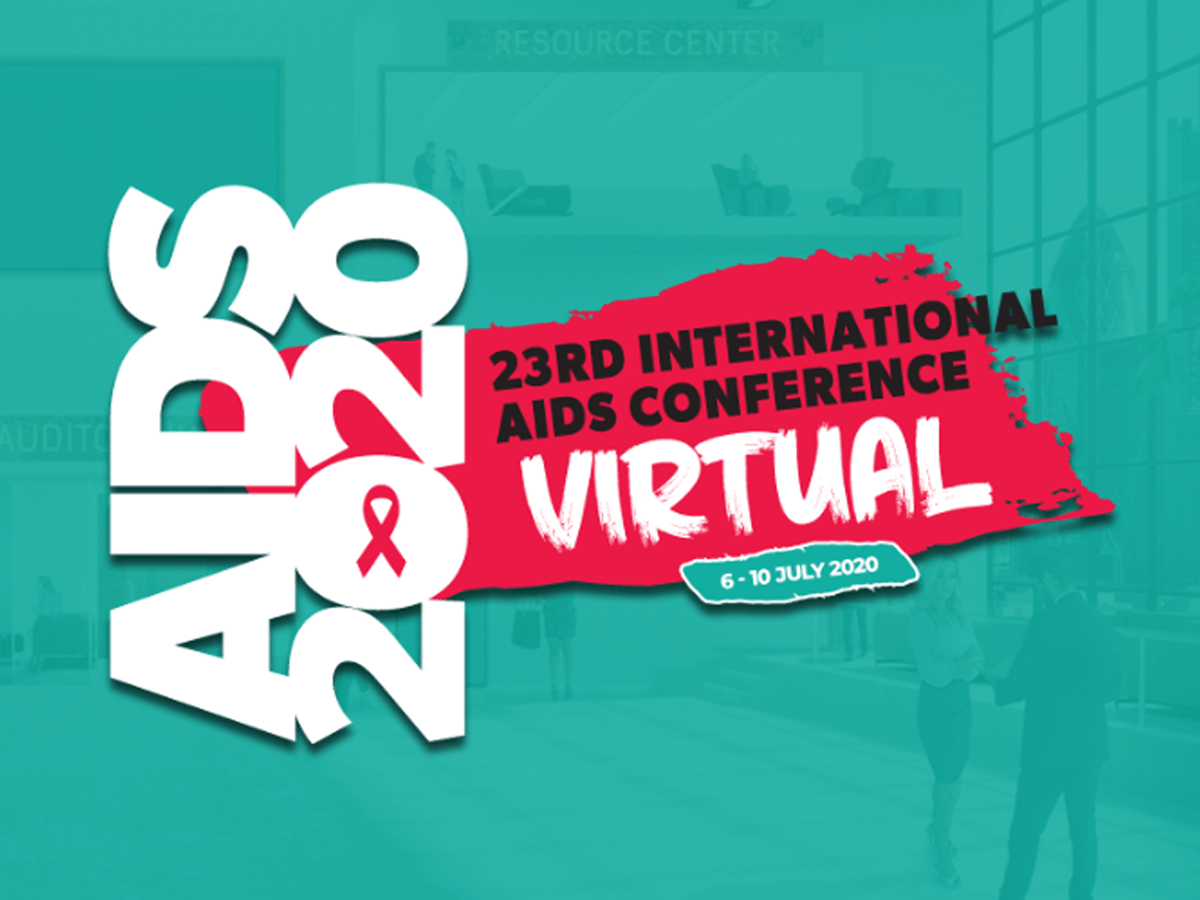 RESOURCE CENTER
AIDS
2020
23RD INTERNATIONAL
AIDS CONFERENCE
VIRTUAL
6 - 10 JULY 2020